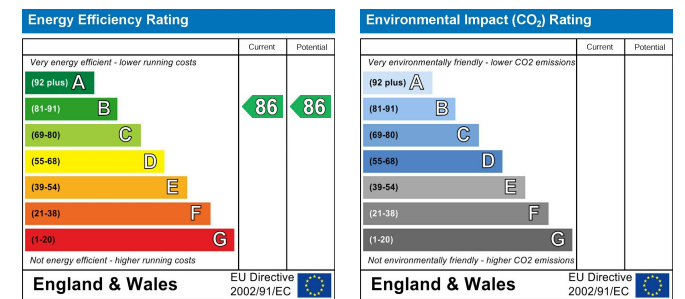 Energy Efficiency Rating
Current Potential
Very energy efficient - lower running costs
(92 plus) A
(81-91) B 86 86
(69-80) C
(55-68) D
(39-54) E
(21-38) F
(1-20) G
Not energy efficient - higher running costs
England & Wales
EU Directive
2002/91/EC
Environmental Impact (CO₂) Rating
Current Potential
Very environmentally friendly - lower CO2 emissions
(92 plus) A
(81-91) B
(69-80) C
(55-68) D
(39-54) E
(21-38) F
(1-20) G
Not environmentally friendly - higher CO2 emissions
England & Wales
EU Directive
2002/91/EC